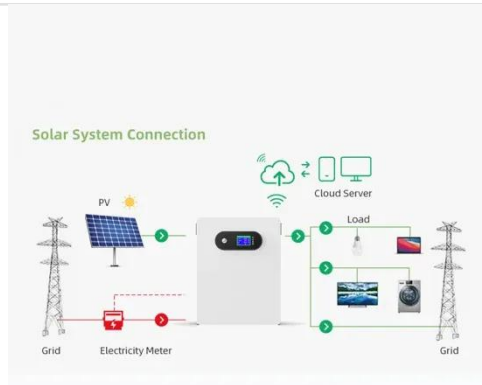 Solar System Connection
Cloud Server
PV
Load
Grid
Electricity Meter
Grid